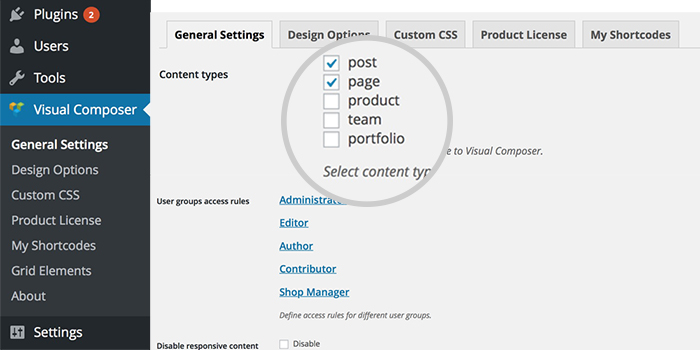 Plugins 2
Users
Tools
Visual Composer
General Settings
Design Options
Custom CSS
Product License
My Shortcodes
Grid Elements
About
Settings
General Settings Design Options Custom CSS Product License My Shortcodes
Content types
post
page
product
team
portfolio
Select content typ
e to Visual Composer.
User groups access rules
Administrat
Editor
Author
Contributor
Shop Manager
Define access rules for different user groups.
Disable responsive content Disable